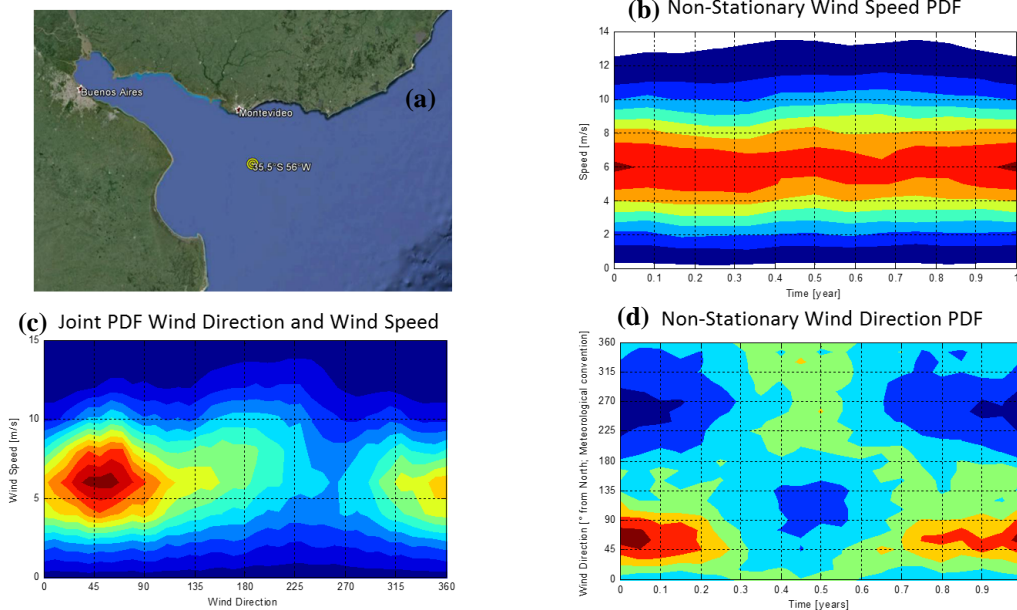 (b) Non-Stationary Wind Speed PDF
Buenos Aires
Montevideo
(a)
35.5°S 56°W
Speed [m/s]
14
12
10
8
6
4
2
0
0 0.1 0.2 0.3 0.4 0.5 0.6 0.7 0.8 0.9 1
Time [year]
(c) Joint PDF Wind Direction and Wind Speed
Wind Speed [m/s]
15
10
5
0
0 45 90 135 180 225 270 315 360
Wind Direction
(d) Non-Stationary Wind Direction PDF
Wind Direction [° from North; Meteorological convention]
360
315
270
225
180
135
90
45
0
0 0.1 0.2 0.3 0.4 0.5 0.6 0.7 0.8 0.9
Time [years]